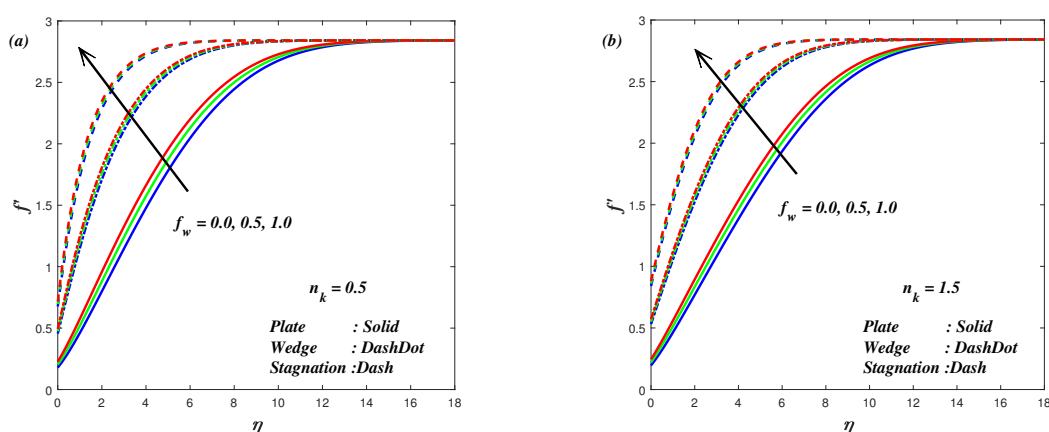 (a)
3
2.5
2
1.5
1
0.5
0
f'
f_w = 0.0, 0.5, 1.0
n_k = 0.5
Plate : Solid
Wedge : DashDot
Stagnation :Dash
0 2 4 6 8 10 12 14 16 18
η
(b)
3
2.5
2
1.5
1
0.5
0
f'
f_w = 0.0, 0.5, 1.0
n_k = 1.5
Plate : Solid
Wedge : DashDot
Stagnation :Dash
0 2 4 6 8 10 12 14 16 18
η